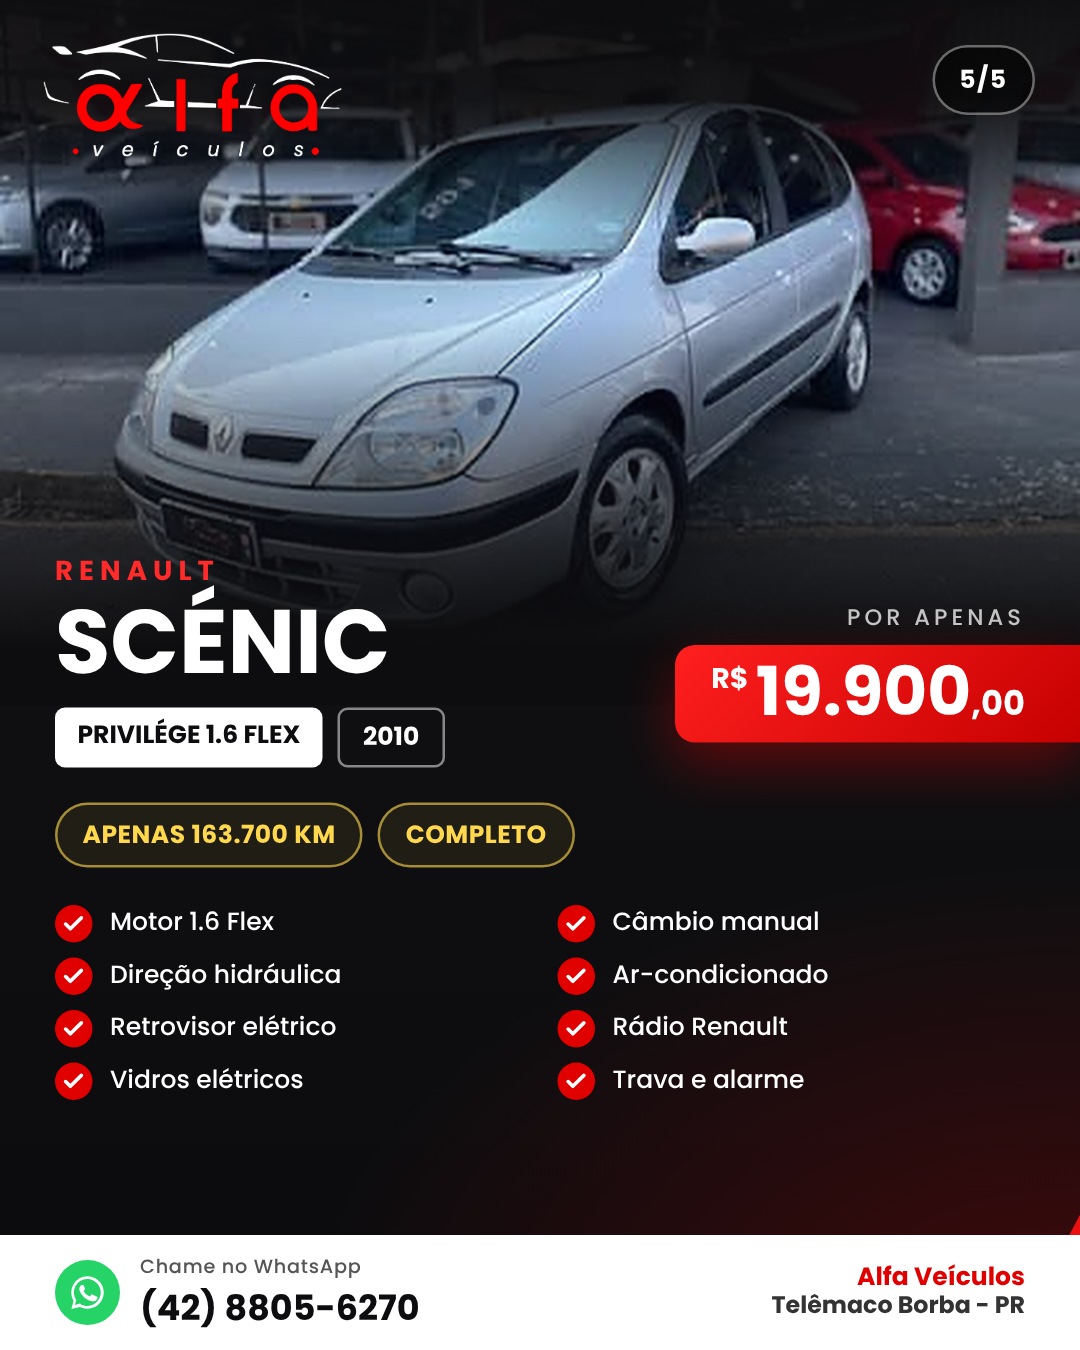 alfa
veículos
5/5
RENAULT
SCÉNIC
PRIVILÉGE 1.6 FLEX
2010
POR APENAS
R$ 19.900,00
APENAS 163.700 KM
COMPLETO
Motor 1.6 Flex
Câmbio manual
Direção hidráulica
Ar-condicionado
Retrovisor elétrico
Rádio Renault
Vidros elétricos
Trava e alarme
Chame no WhatsApp
(42) 8805-6270
Alfa Veículos
Telêmaco Borba - PR